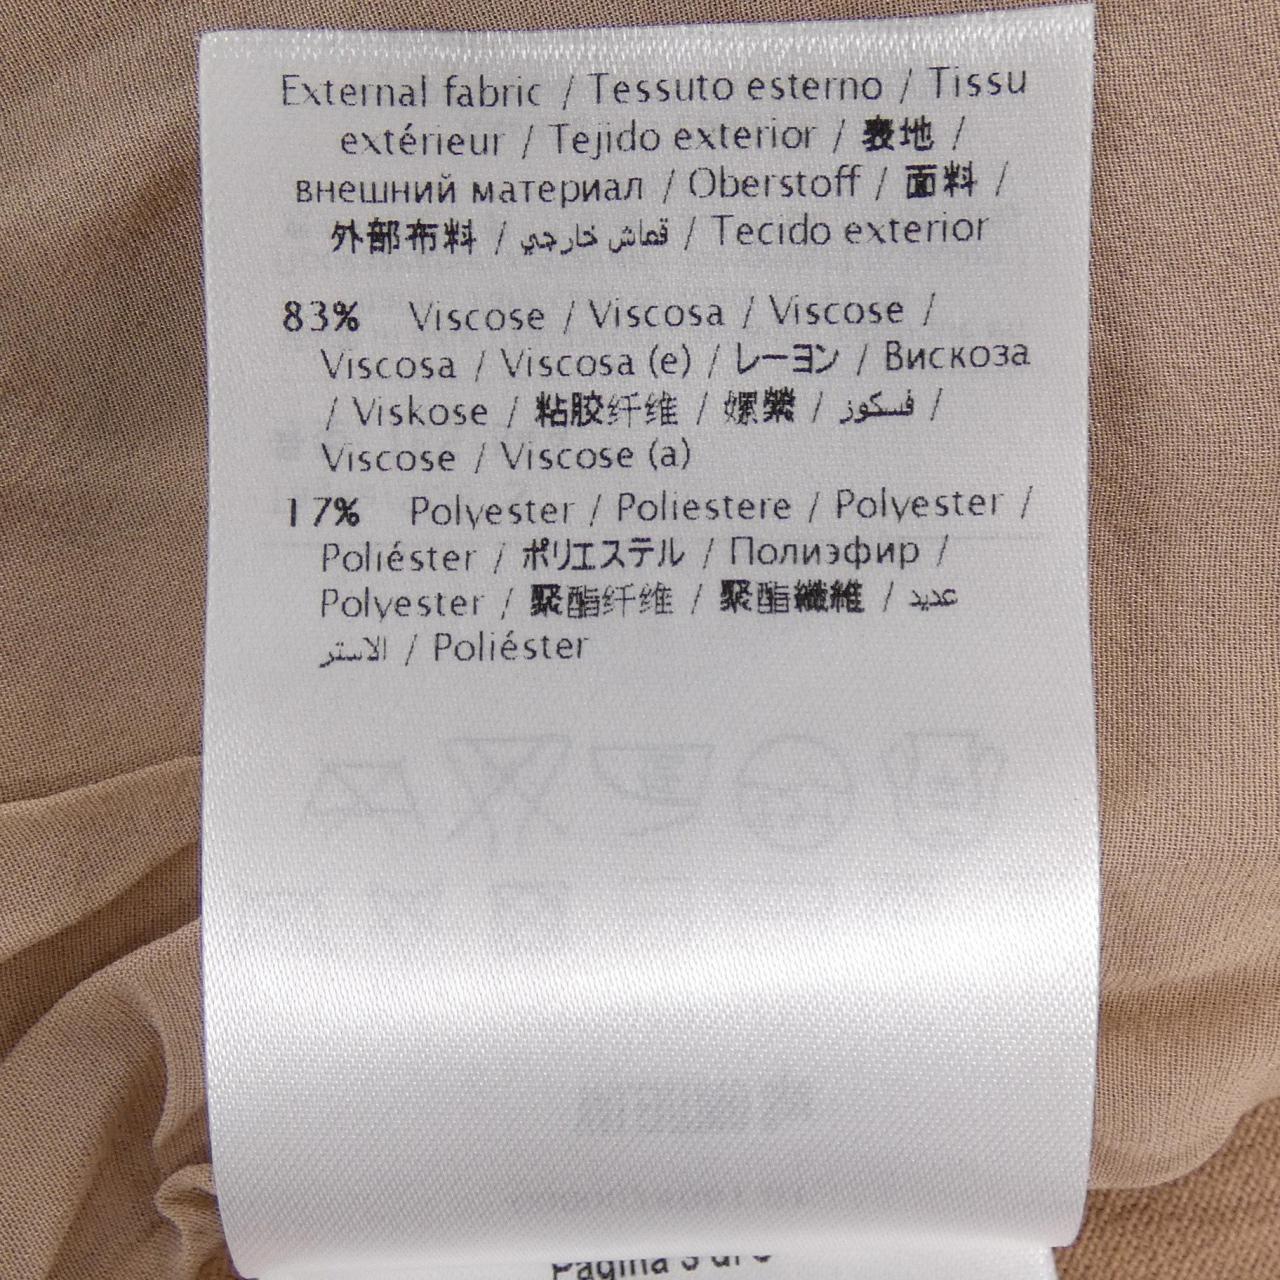 External fabric / Tessuto esterno / Tissu
extérieur / Tejido exterior / 表地 /
внешний материал / Oberstoff / 面料 /
外部布料 / قماش خارجي / Tecido exterior
83% Viscose / Viscosa / Viscose /
Viscosa / Viscosa (e) / レーヨン / Вискоза
/ Viskose / 粘胶纤维 / 嫘縈 / فسكوز /
Viscose / Viscose (a)
17% Polyester / Poliestere / Polyester /
Poliéster / ポリエステル / Полиэфир /
Polyester / 聚酯纤维 / 聚酯纖維 / عديد
الاستر / Poliéster
Pagina 3 di